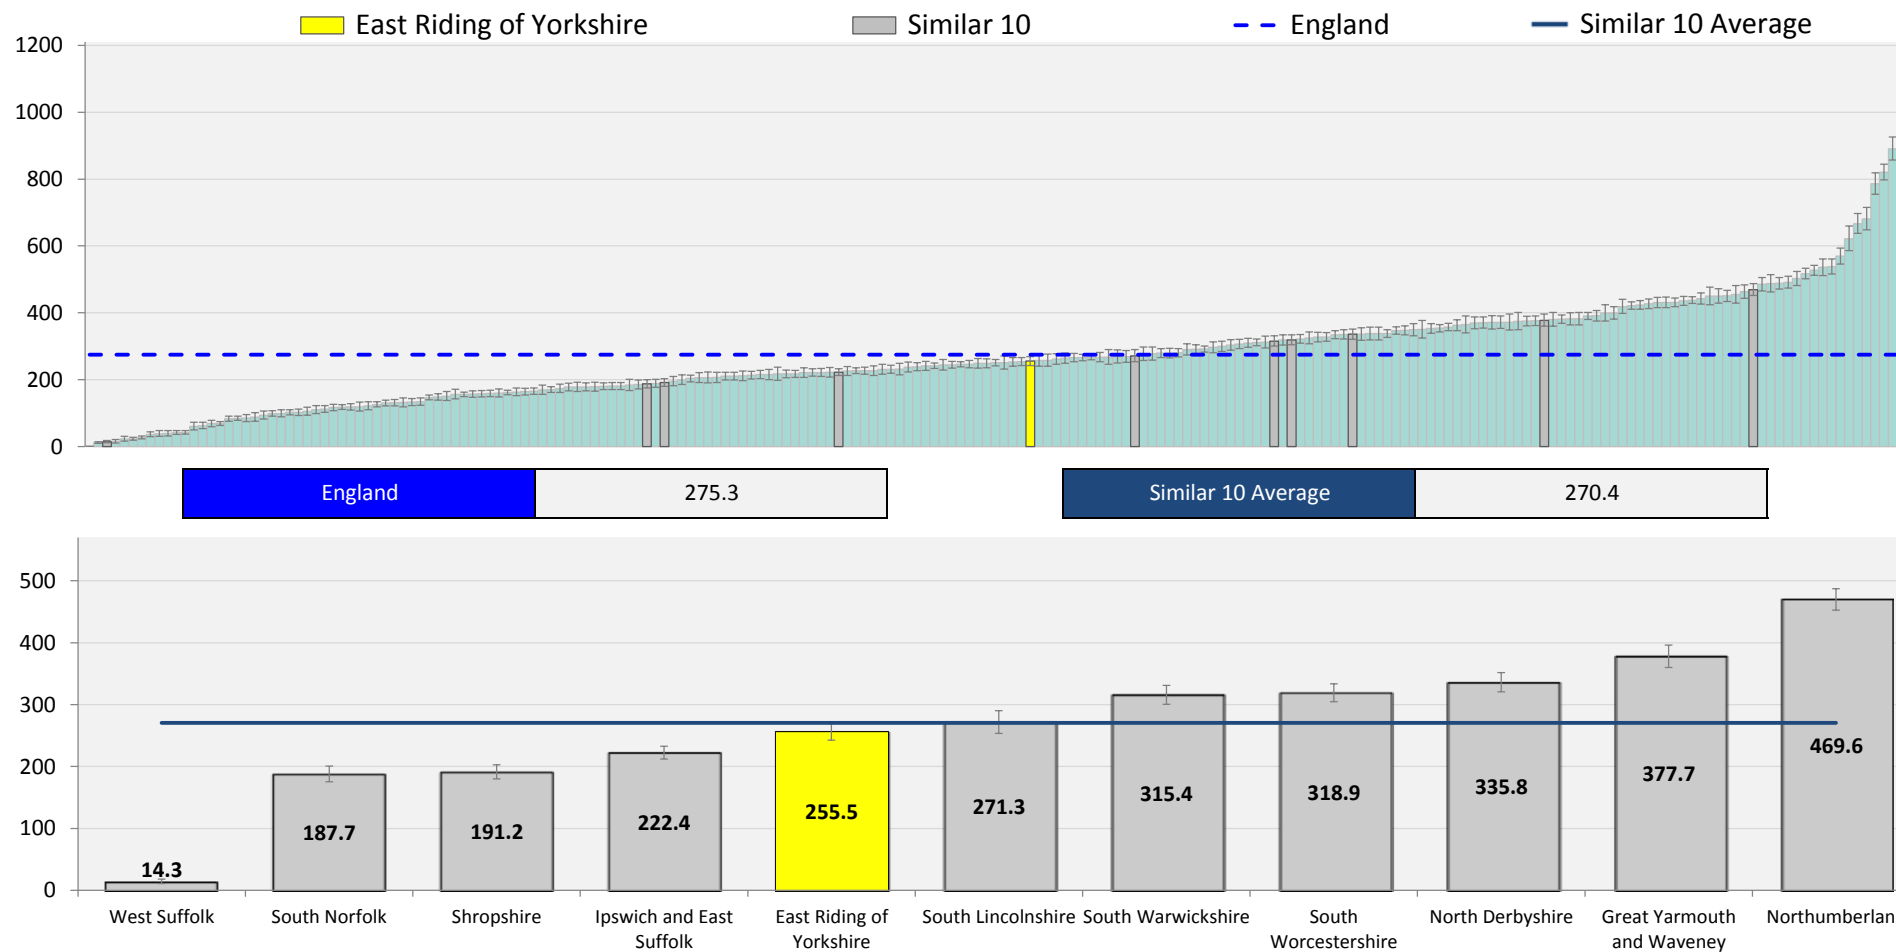 East Riding of Yorkshire Similar 10 England Similar 10 Average
1200
1000
800
600
400
200
0
England 275.3 Similar 10 Average 270.4
500
400
300
200
100
0
14.3 187.7 191.2 222.4 255.5 271.3 315.4 318.9 335.8 377.7 469.6
West Suffolk South Norfolk Shropshire Ipswich and East East Riding of South Lincolnshire South Warwickshire South North Derbyshire Great Yarmouth Northumberlan
Suffolk Yorkshire Worcestershire and Waveney